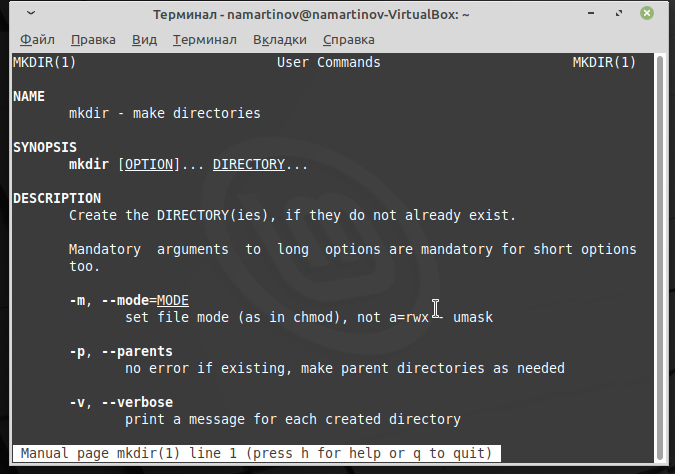 Терминал - namartinov@namartinov-VirtualBox: ~
Файл Правка Вид Терминал Вкладки Справка
MKDIR(1) User Commands MKDIR(1)
NAME
mkdir - make directories
SYNOPSIS
mkdir [OPTION]... DIRECTORY...
DESCRIPTION
Create the DIRECTORY(ies), if they do not already exist.
Mandatory arguments to long options are mandatory for short options
too.
-m, --mode=MODE
set file mode (as in chmod), not a=rwx - umask
-p, --parents
no error if existing, make parent directories as needed
-v, --verbose
print a message for each created directory
Manual page mkdir(1) line 1 (press h for help or q to quit)